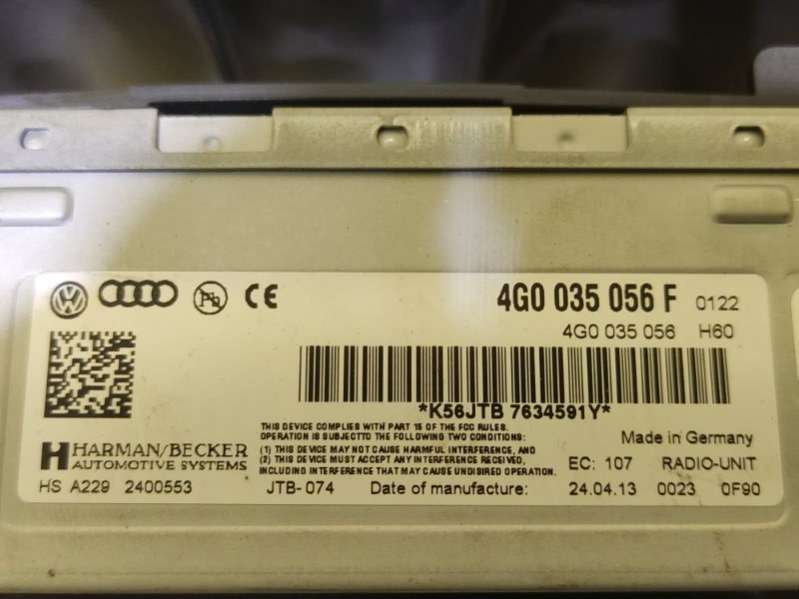 Pb CE
4G0 035 056 F 0122
4G0 035 056 H60
*K56JTB 7634591Y*
THIS DEVICE COMPLIES WITH PART 15 OF THE FCC RULES.
OPERATION IS SUBJECTTO TO FOLLOWING TWO CONDITIONS:
(1) THIS DEVICE MAY NOT CAUSE HARMFUL INTERFERENCE, AND
(2) THIS DEVICE MUST ACCEPT ANY INTERFERENCE RECEIVED,
INCLUDING INTERFERENCE THAT MAY CAUSE UNDISIRED OPERATION.
Made in Germany
HARMAN/BECKER
AUTOMOTIVE SYSTEMS
EC: 107 RADIO-UNIT
HS A229 2400553 JTB-074 Date of manufacture: 24.04.13 0023 0F90